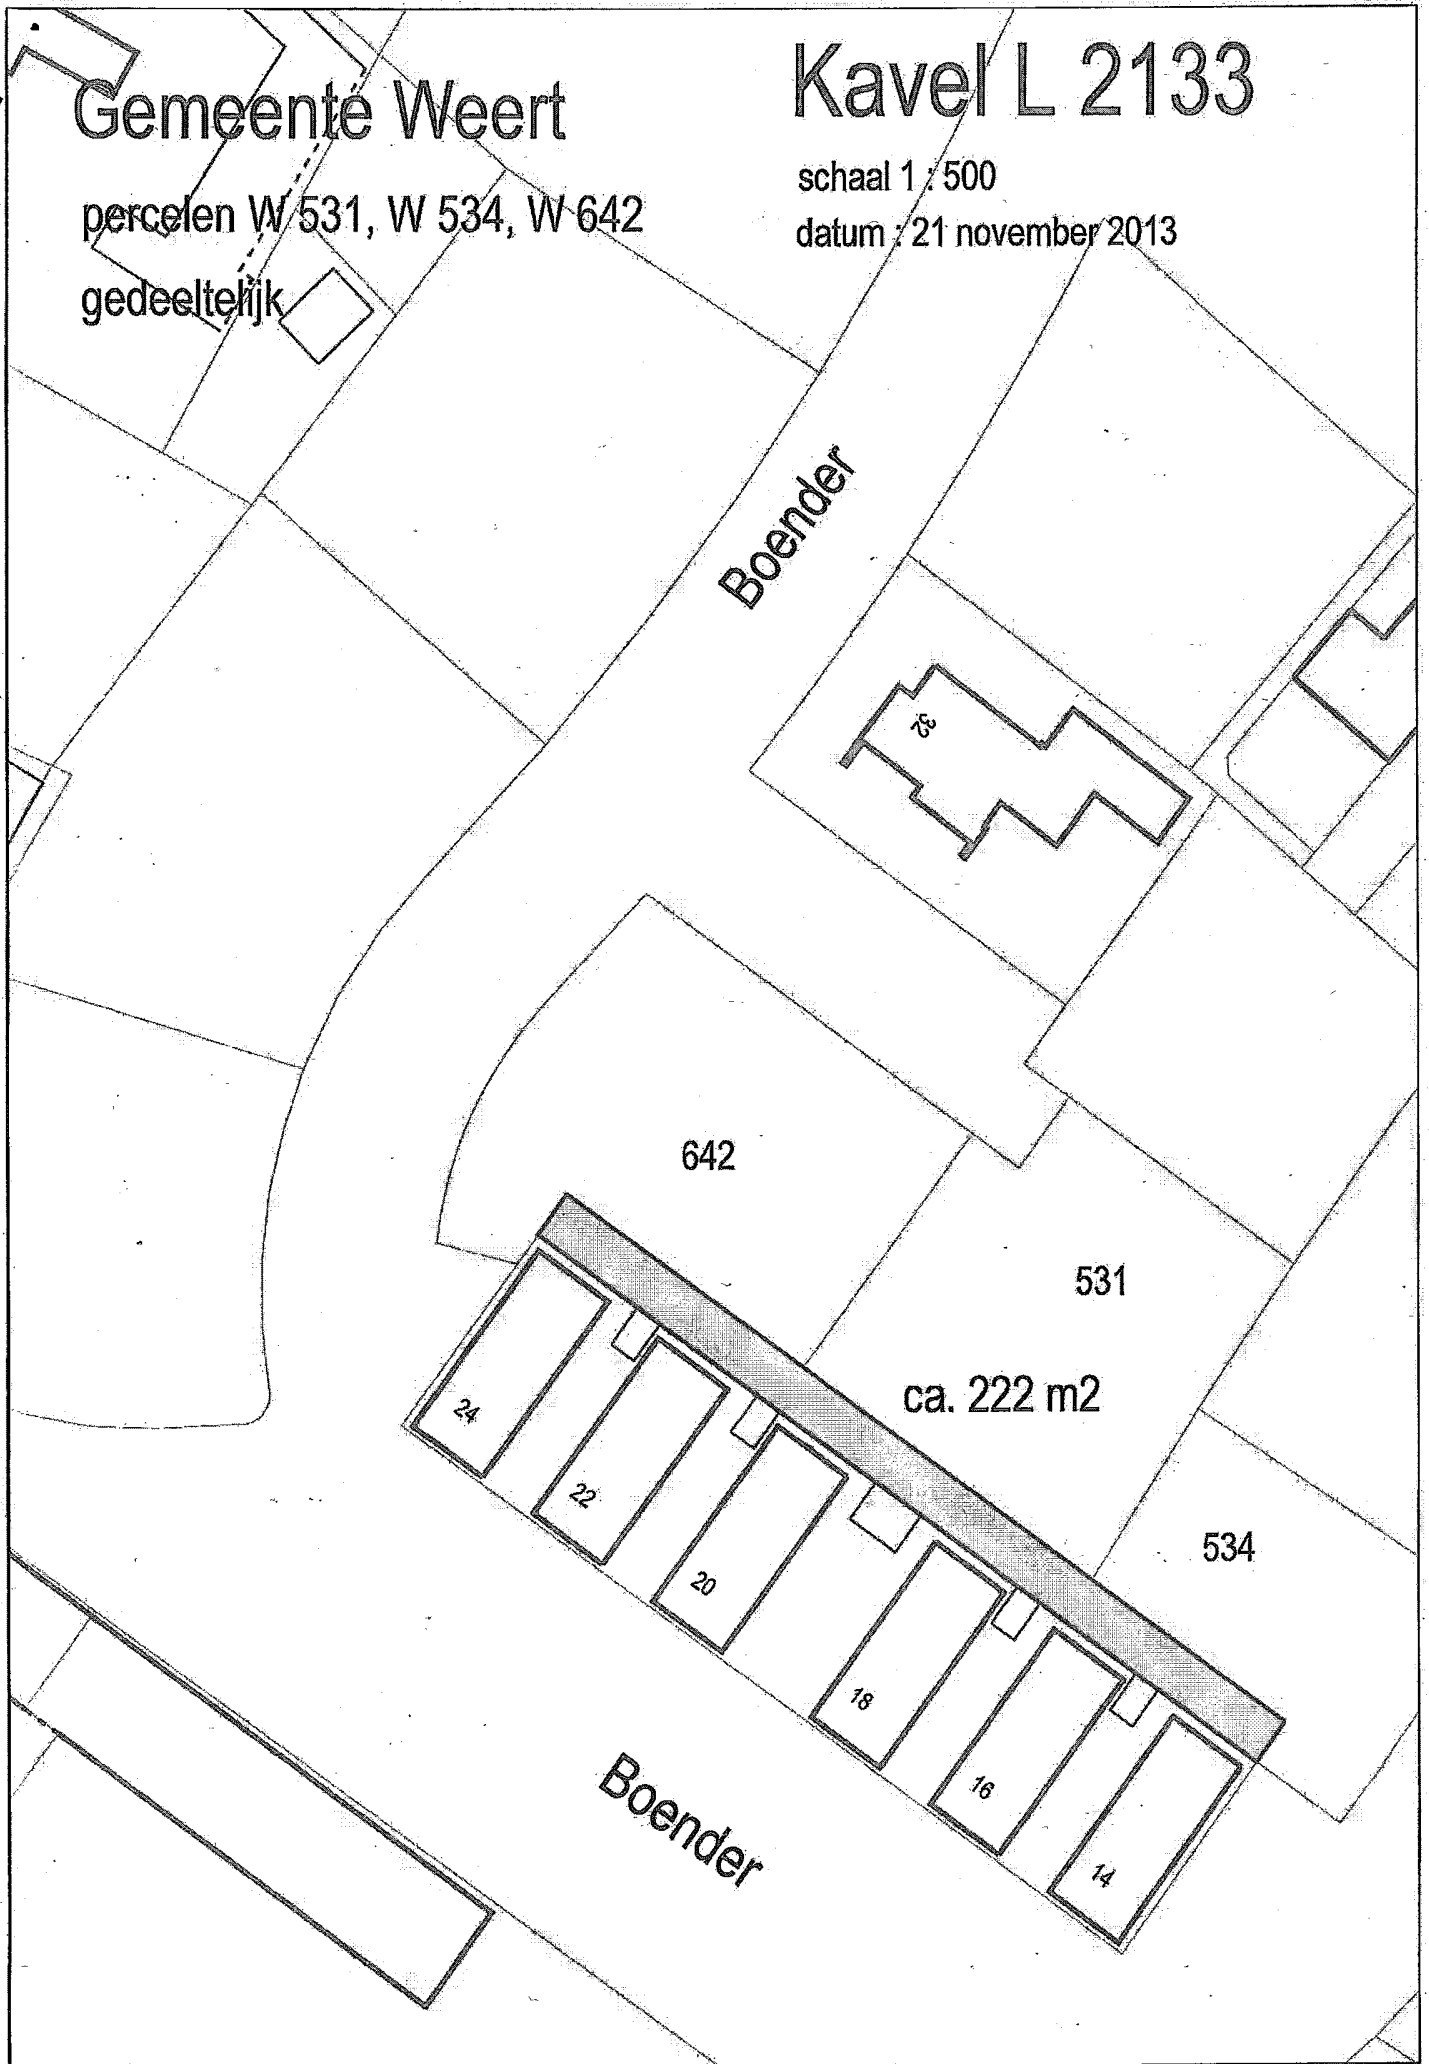 Gemeente Weert
Kavel L 2133
schaal 1 : 500
percelen W 531, W 534, W 642
datum : 21 november 2013
gedeeltelijk
Boender
32
642
531
ca. 222 m2
24
22
534
20
18
16
Boender
14